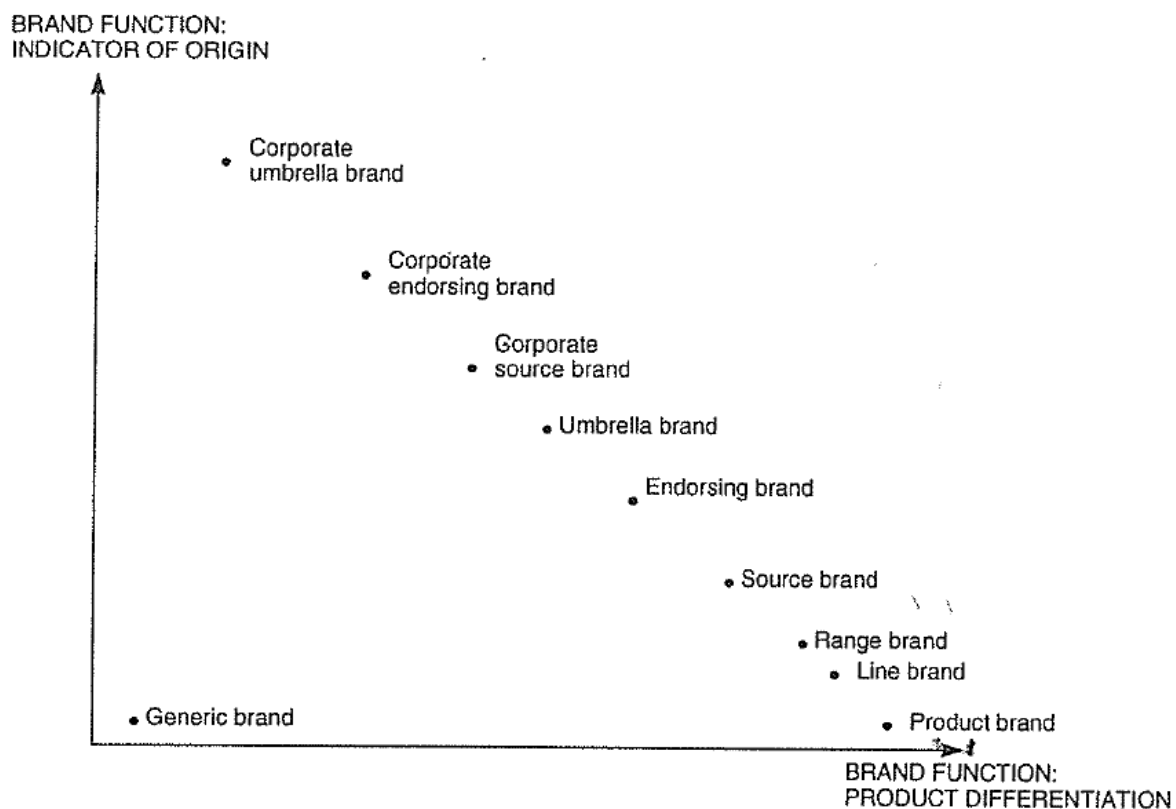 BRAND FUNCTION:
INDICATOR OF ORIGIN
Corporate
umbrella brand
Corporate
endorsing brand
Gorporate
source brand
Umbrella brand
Endorsing brand
Source brand
Range brand
Line brand
Generic brand
Product brand
BRAND FUNCTION:
PRODUCT DIFFERENTIATION